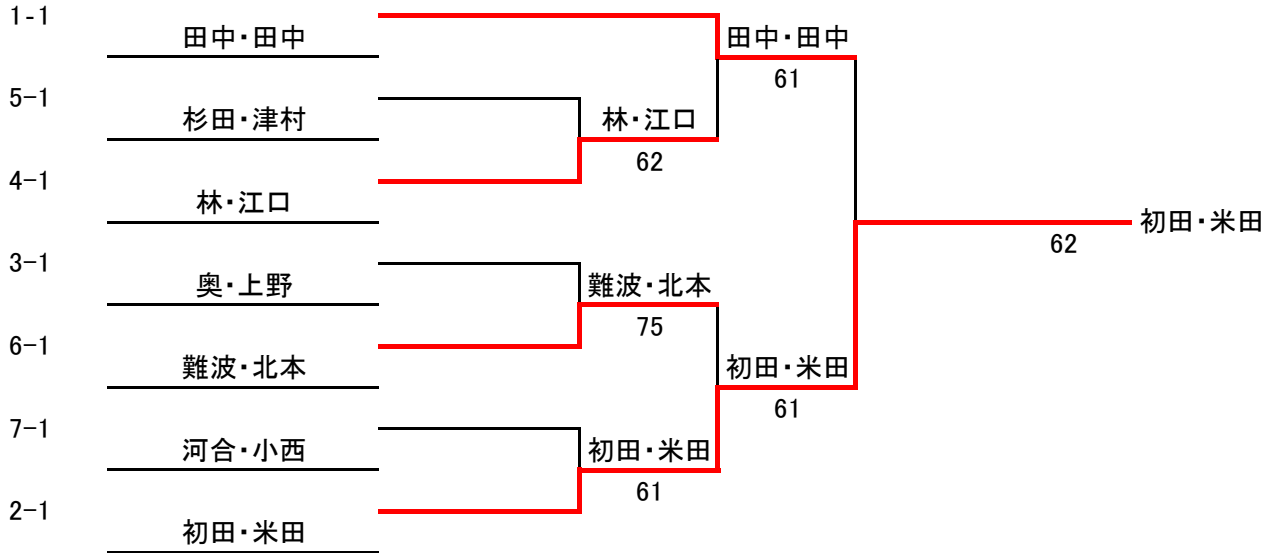 1-1
田中・田中
田中・田中
61
5-1
杉田・津村
林・江口
62
4-1
林・江口
初田・米田
62
3-1
奥・上野
難波・北本
75
6-1
難波・北本
初田・米田
61
7-1
河合・小西
初田・米田
61
2-1
初田・米田